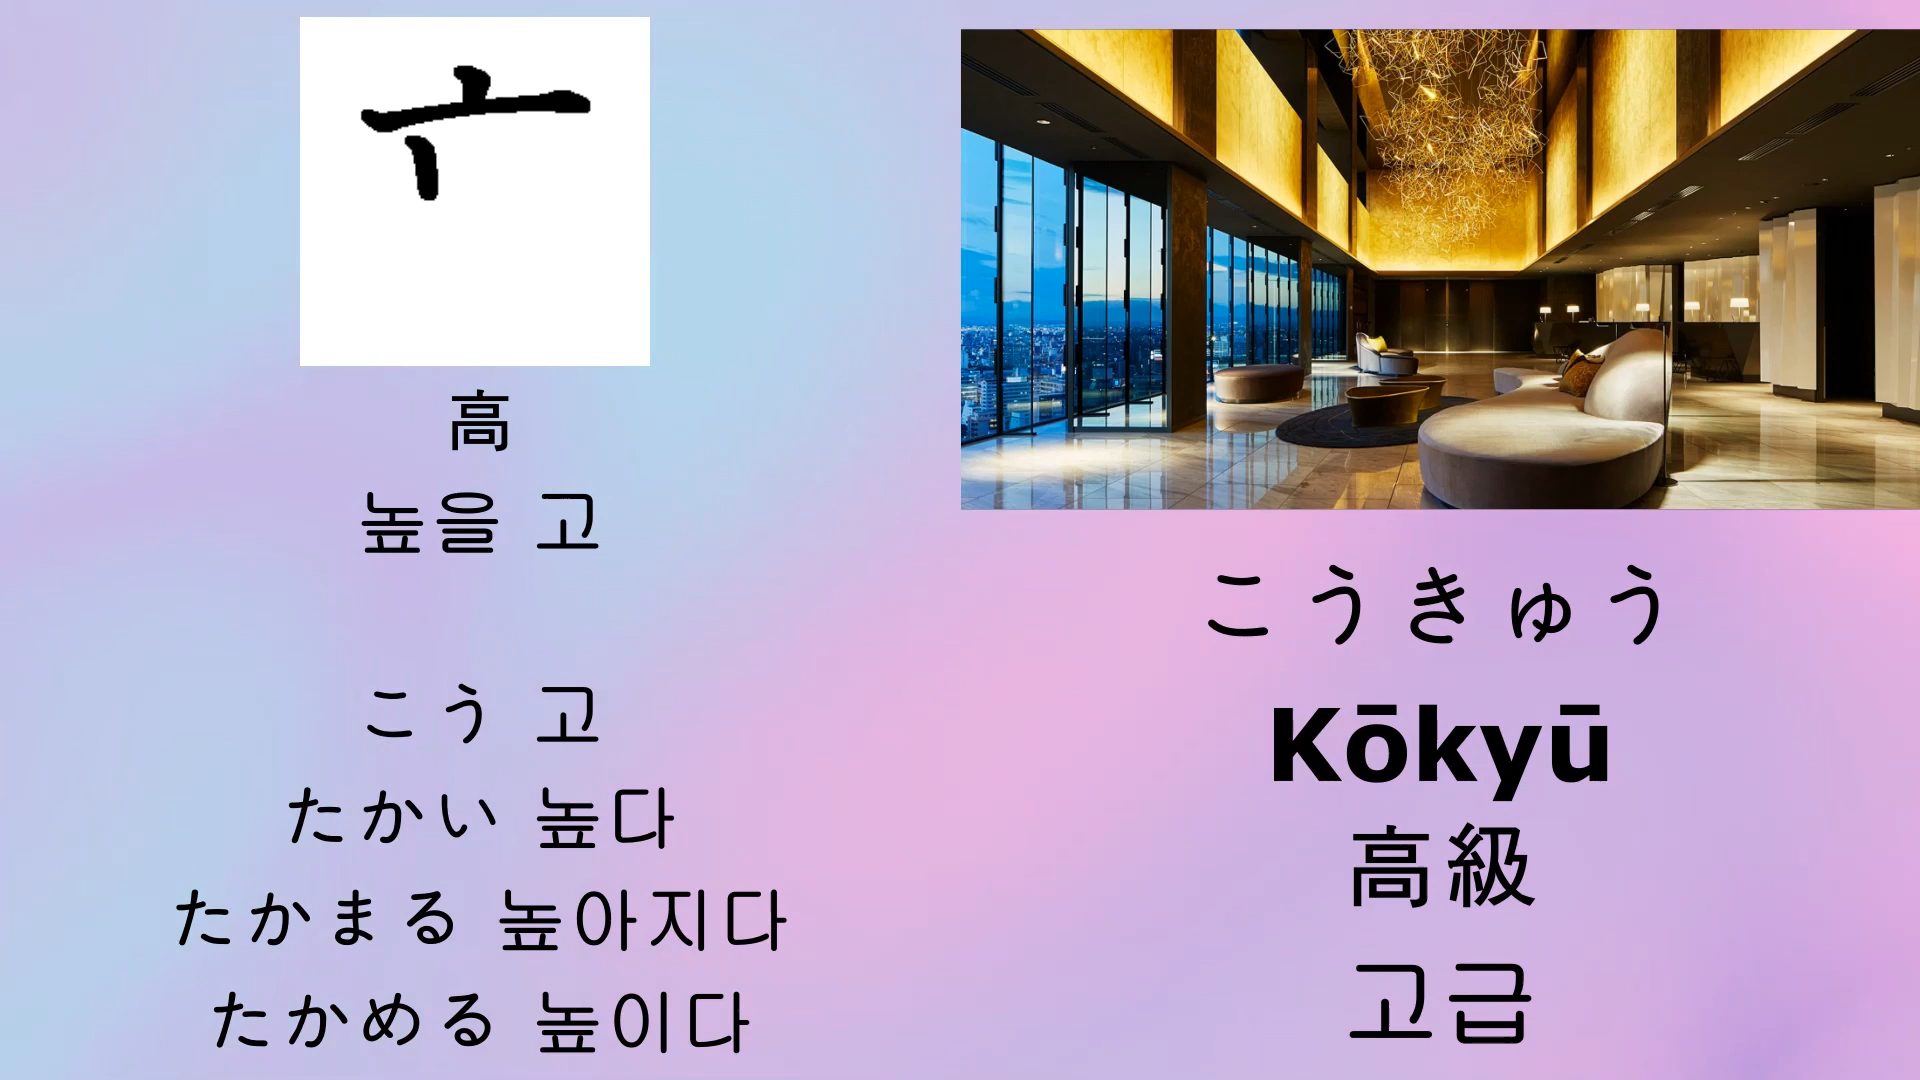 高
높을 고
こう 고
たかい 높다
たかまる 높아지다
たかめる 높이다
こうきゅう
Kōkyū
高級
고급